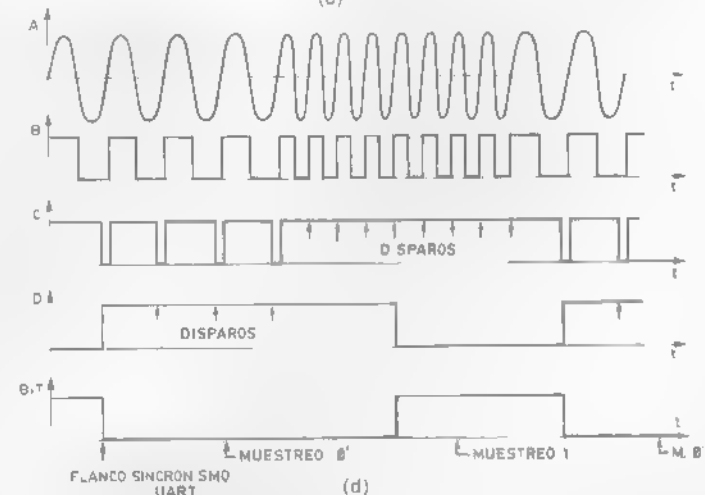 A
t
B
t
C
DISPAROS
t
D
DISPAROS
t
B,T
t
MUESTREO 0'
MUESTREO 1
M. 0'
FLANCO SINCRONISMO
UART
(d)